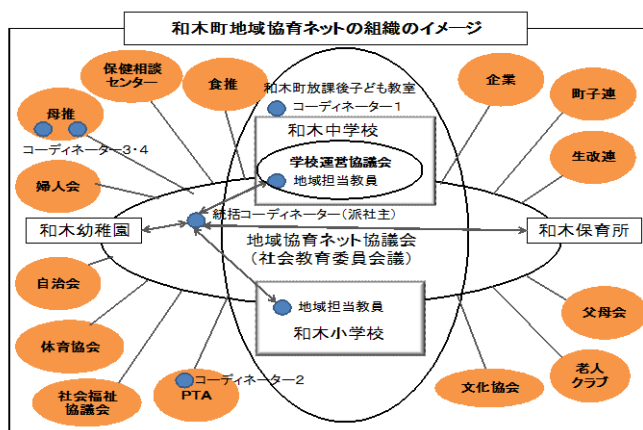 和木町地域協育ネットの組織のイメージ
保健相談
センター
食推
和木町放課後子ども教室
コーディネーター1
企業
町子連
母推
コーディネーター3・4
和木中学校
学校運営協議会
地域担当教員
生改連
婦人会
統括コーディネーター(派社主)
和木幼稚園
地域協育ネット協議会
(社会教育委員会議)
和木保育所
自治会
地域担当教員
和木小学校
父母会
体育協会
社会福祉
協議会
コーディネーター2
PTA
文化協会
老人
クラブ